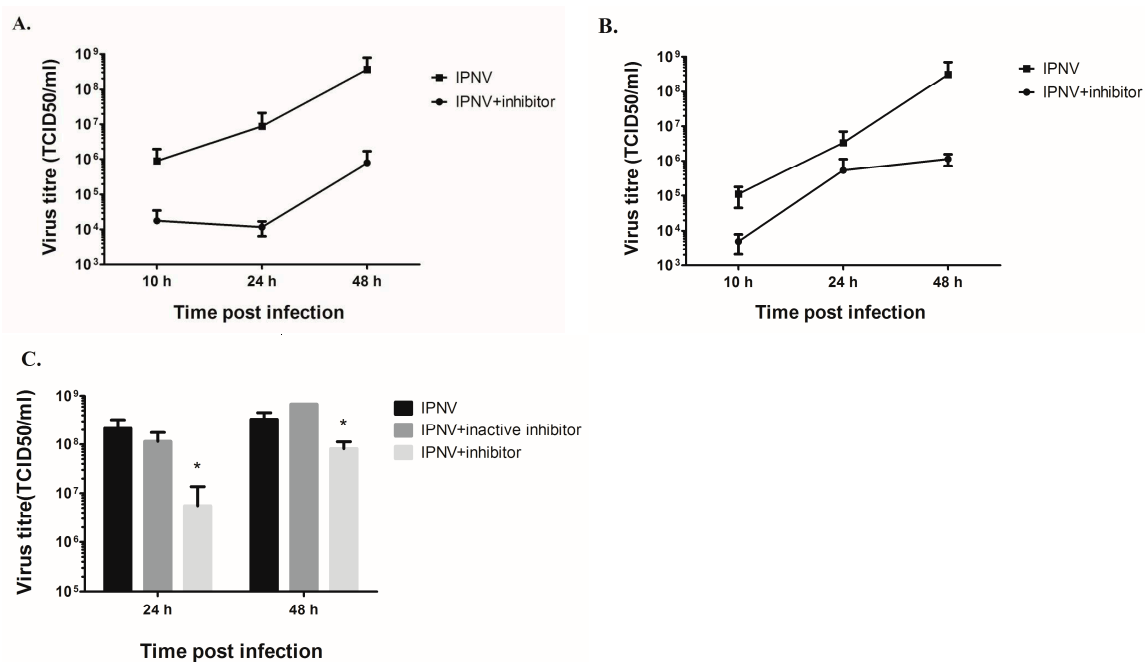 A.
Virus titre (TCID50/ml)
10⁹
10⁸
10⁷
10⁶
10⁵
10⁴
10³
10 h 24 h 48 h
Time post infection
IPNV
IPNV+inhibitor
B.
Virus titre (TCID50/ml)
10⁹
10⁸
10⁷
10⁶
10⁵
10⁴
10³
10 h 24 h 48 h
Time post infection
IPNV
IPNV+inhibitor
C.
Virus titre(TCID50/ml)
10⁹
10⁸
10⁷
10⁶
10⁵
* *
24 h 48 h
Time post infection
IPNV
IPNV+inactive inhibitor
IPNV+inhibitor